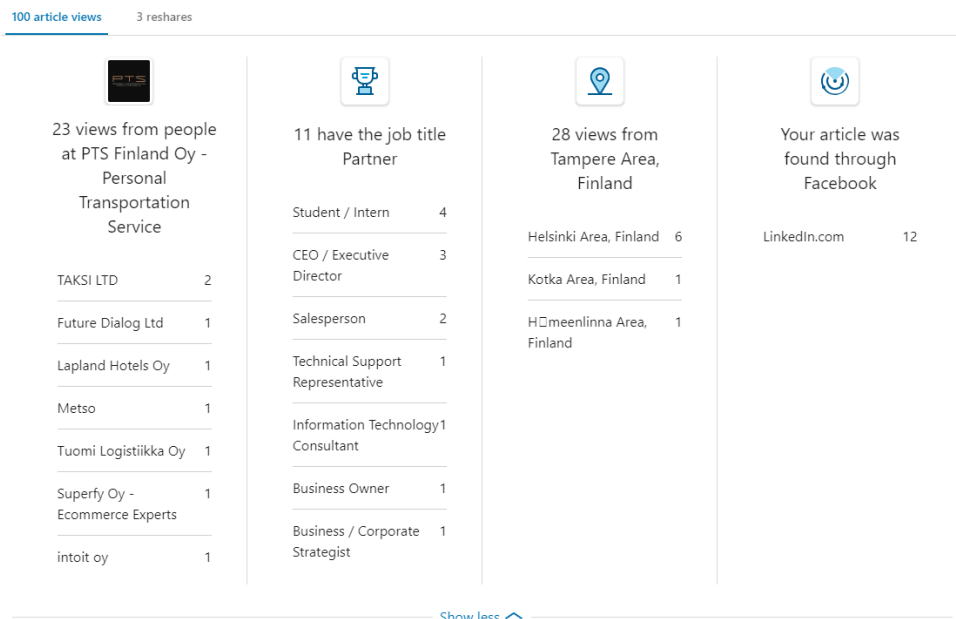 100 article views 3 reshares
PTS
23 views from people
at PTS Finland Oy -
Personal
Transportation
Service
TAKSI LTD 2
Future Dialog Ltd 1
Lapland Hotels Oy 1
Metso 1
Tuomi Logistiikka Oy 1
Superfy Oy - 1
Ecommerce Experts
intoit oy 1
11 have the job title
Partner
Student / Intern 4
CEO / Executive 3
Director
Salesperson 2
Technical Support 1
Representative
Information Technology 1
Consultant
Business Owner 1
Business / Corporate 1
Strategist
28 views from
Tampere Area,
Finland
Helsinki Area, Finland 6
Kotka Area, Finland 1
H□meenlinna Area, 1
Finland
Your article was
found through
Facebook
LinkedIn.com 12
Show less